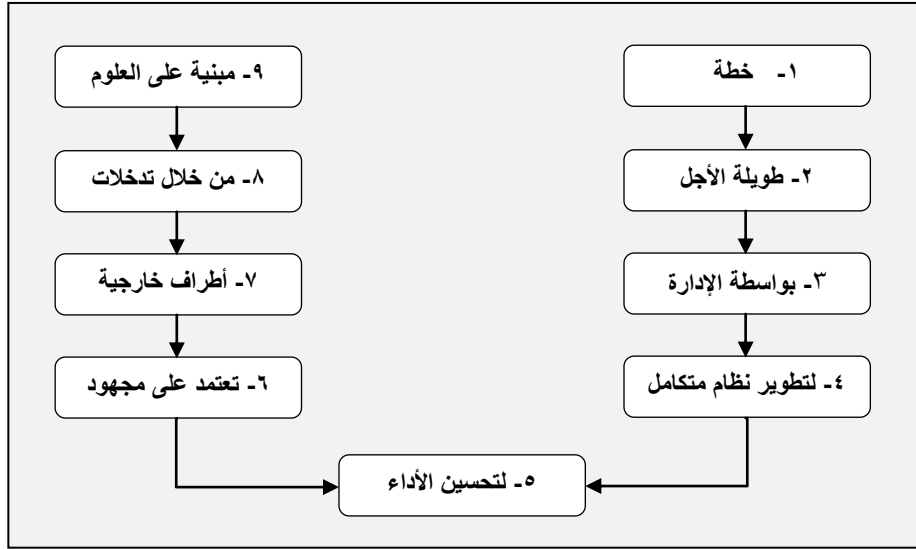 ١- خطة
٢- طويلة الأجل
٣- بواسطة الإدارة
٤- لتطوير نظام متكامل
٥- لتحسين الأداء
٦- تعتمد على مجهود
٧- أطراف خارجية
٨- من خلال تدخلات
٩- مبنية على العلوم